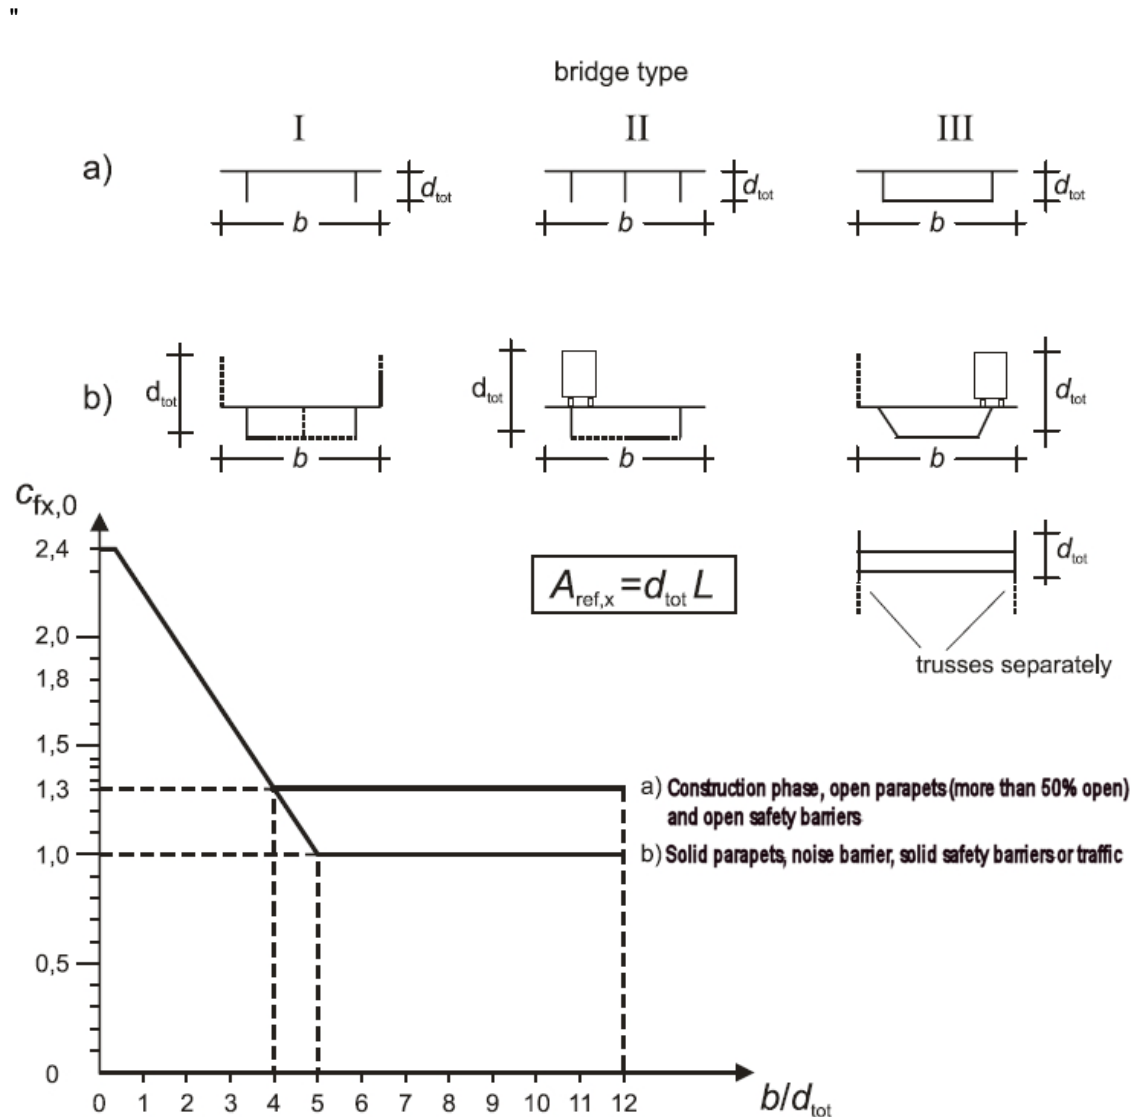 "
bridge type
I II III
a)
d_tot d_tot d_tot
b b b
b)
d_tot d_tot d_tot
b b b
c_fx,0
2,4
2,0
1,8
1,5
1,3
1,0
0,5
0
0 1 2 3 4 5 6 7 8 9 10 11 12
b/d_tot
A_ref,x = d_tot L
d_tot
trusses separately
a) Construction phase, open parapets (more than 50% open)
and open safety barriers
b) Solid parapets, noise barrier, solid safety barriers or traffic